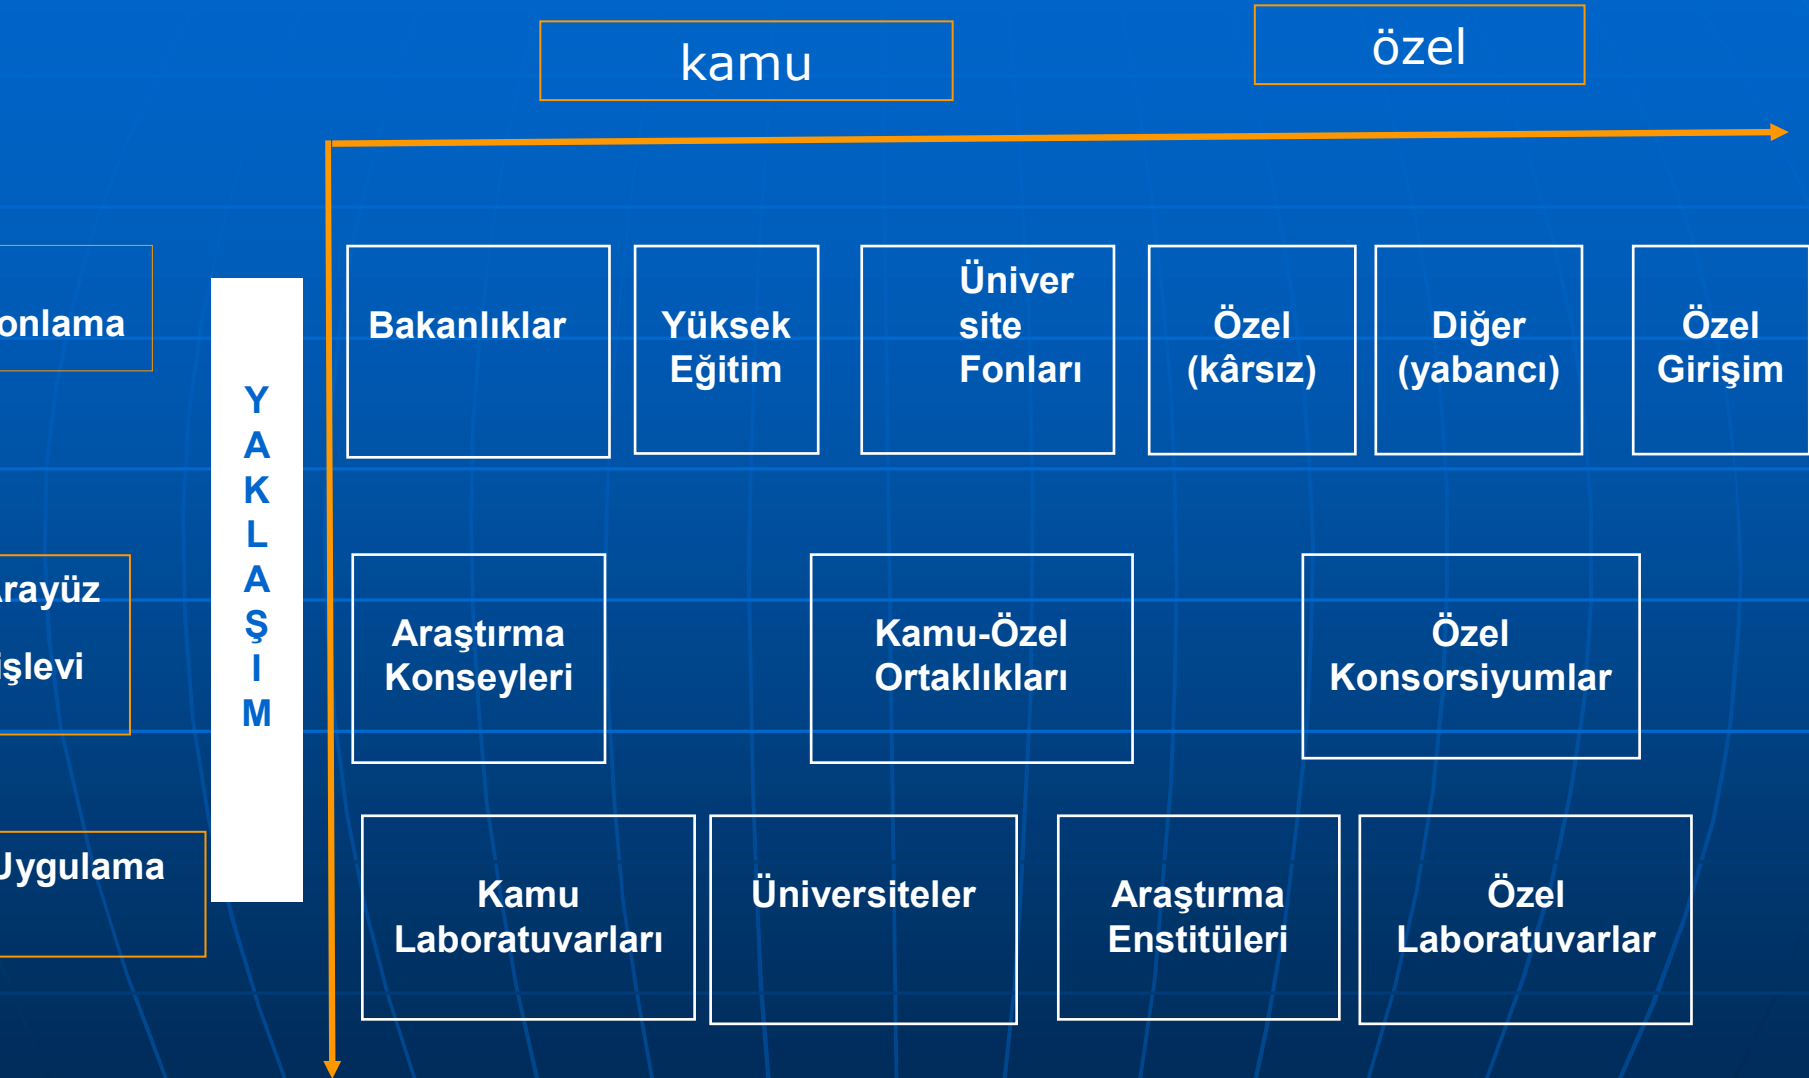 kamu
özel
onlama
Bakanlıklar
Yüksek
Eğitim
Üniver
site
Fonları
Özel
(kârsız)
Diğer
(yabancı)
Özel
Girişim
Y
A
K
L
A
Ş
I
M
rayüz
işlevi
Araştırma
Konseyleri
Kamu-Özel
Ortaklıkları
Özel
Konsorsiyumlar
Uygulama
Kamu
Laboratuvarları
Üniversiteler
Araştırma
Enstitüleri
Özel
Laboratuvarlar